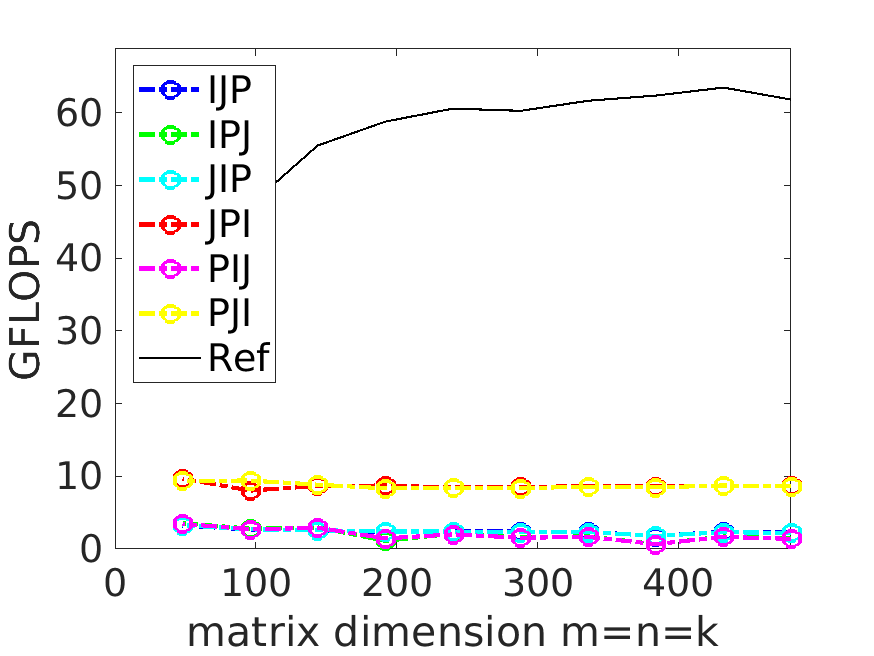 60
50
40
30
20
10
0
GFLOPS
IJP
IPJ
JIP
JPI
PIJ
PJI
Ref
0 100 200 300 400
matrix dimension m=n=k